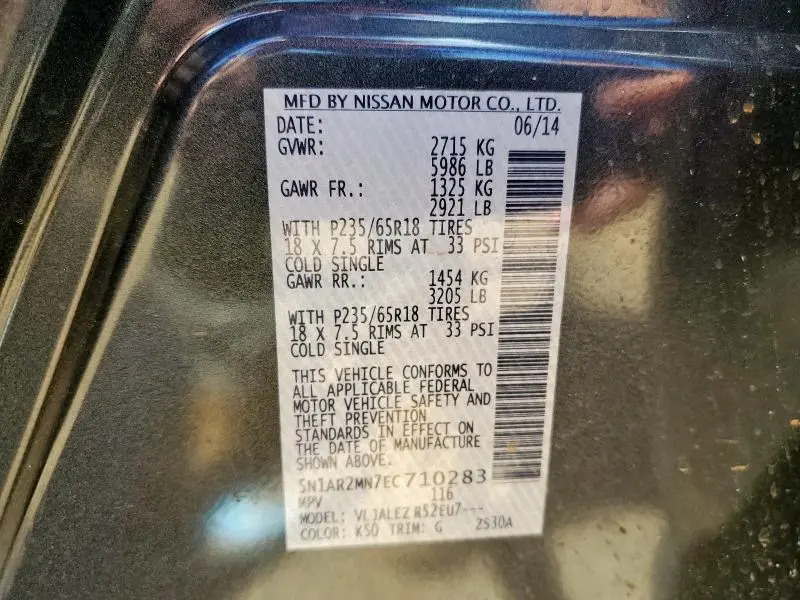 MFD BY NISSAN MOTOR CO., LTD.
DATE: 06/14
GVWR: 2715 KG
5986 LB
GAWR FR.: 1325 KG
2921 LB
WITH P235/65R18 TIRES
18 X 7.5 RIMS AT 33 PSI
COLD SINGLE
GAWR RR.: 1454 KG
3205 LB
WITH P235/65R18 TIRES
18 X 7.5 RIMS AT 33 PSI
COLD SINGLE
THIS VEHICLE CONFORMS TO
ALL APPLICABLE FEDERAL
MOTOR VEHICLE SAFETY AND
THEFT PREVENTION
STANDARDS IN EFFECT ON
THE DATE OF MANUFACTURE
SHOWN ABOVE.
5N1AR2MN7EC710283
MPV 116
MODEL: VLJALEZ R52EU7---
COLOR: K50 TRIM: G 2S30A